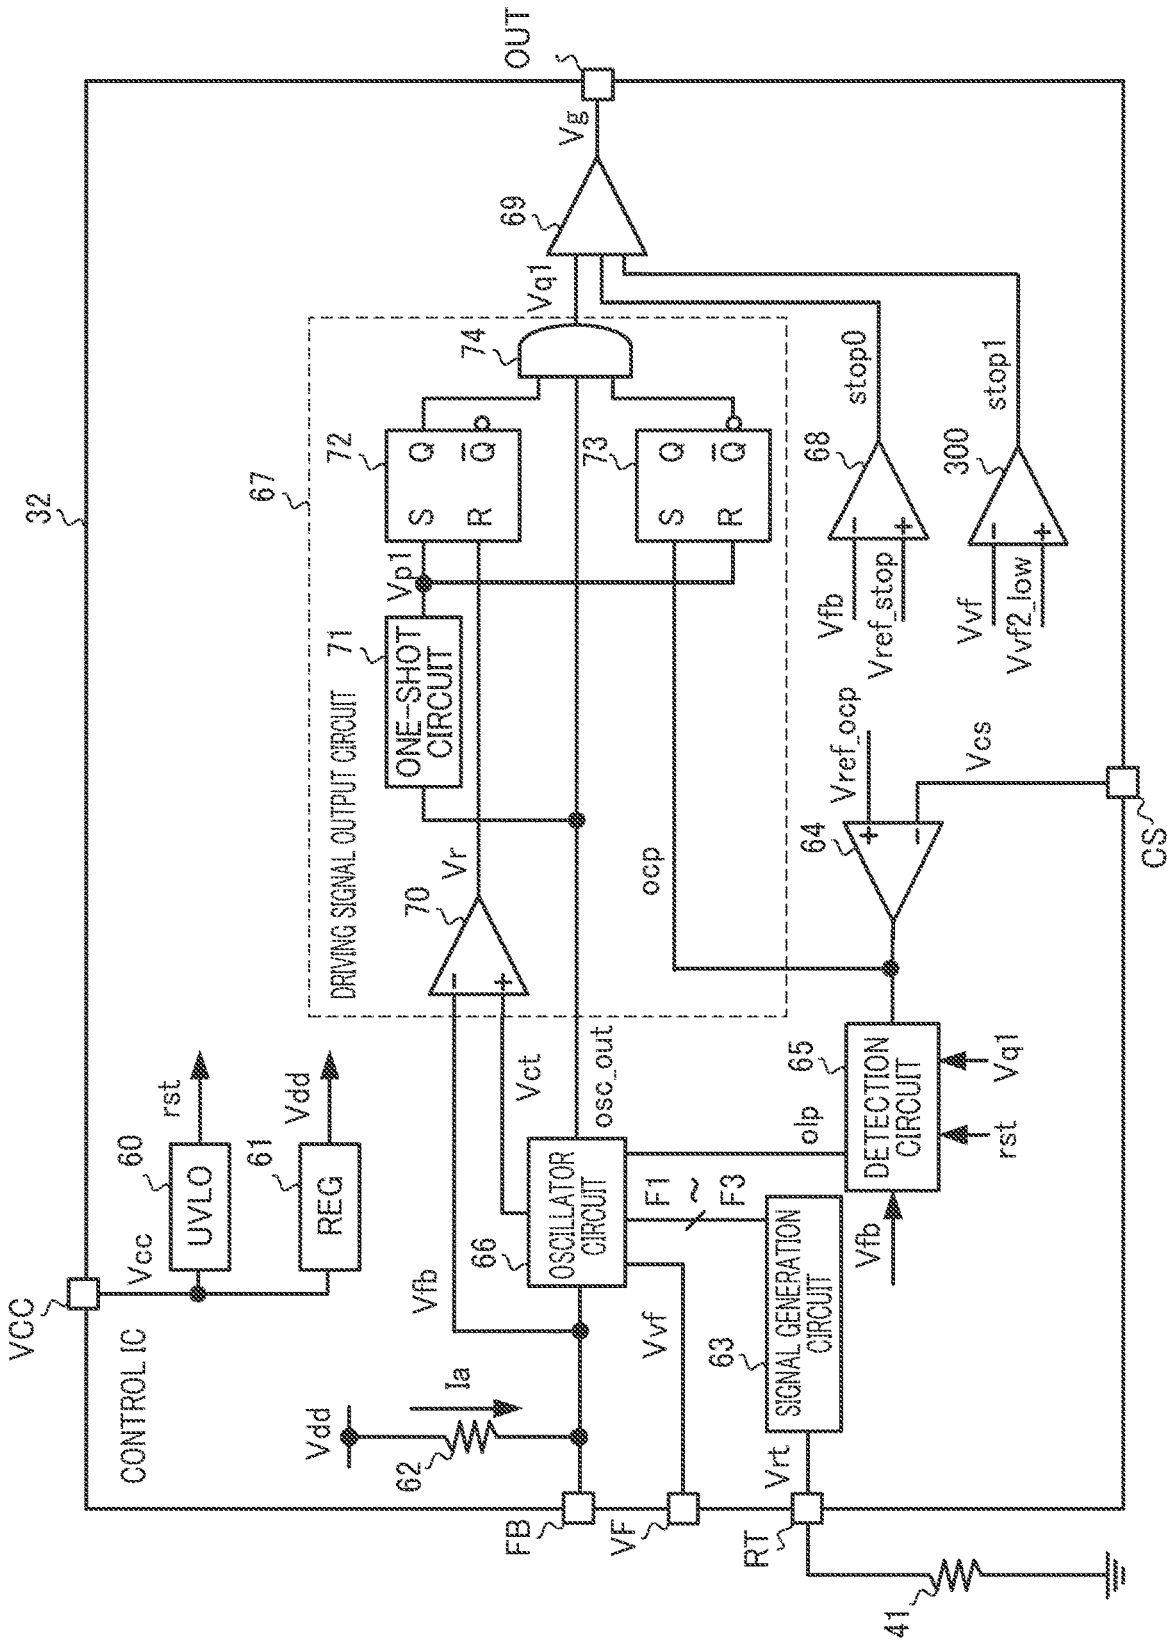 32
CONTROL IC
VCC
Vcc
60
UVLO
rst
61
REG
Vdd
Vdd
62
Ia
FB
Vfb
VF
Vvf
RT
Vrt
41
63
SIGNAL GENERATION
CIRCUIT
F1
~
F3
66
OSCILLATOR
CIRCUIT
Vct
osc_out
olp
65
DETECTION
CIRCUIT
Vfb
rst
Vq1
67
DRIVING SIGNAL OUTPUT CIRCUIT
70
−
+
Vr
71
ONE-SHOT
CIRCUIT
Vp1
72
S
Q
R
Q̅
73
S
Q
R
Q̅
74
ocp
64
+
−
Vref_ocp
Vcs
CS
68
Vfb
−
Vref_stop
+
stop0
300
Vvf
−
Vvf2_low
+
stop1
Vq1
69
Vg
OUT